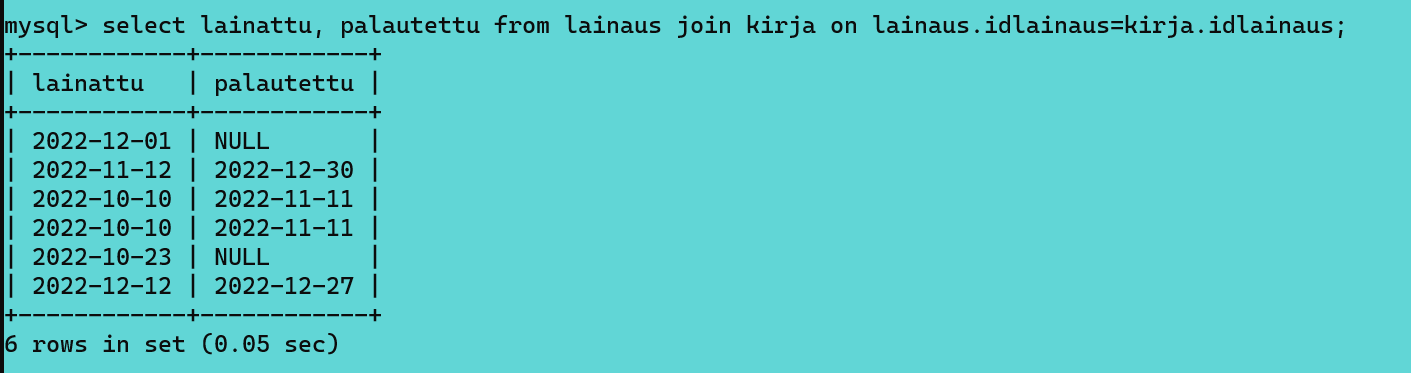 mysql> select lainattu, palautettu from lainaus join kirja on lainaus.idlainaus=kirja.idlainaus;
+------------+------------+
| lainattu   | palautettu |
+------------+------------+
| 2022-12-01 | NULL       |
| 2022-11-12 | 2022-12-30 |
| 2022-10-10 | 2022-11-11 |
| 2022-10-10 | 2022-11-11 |
| 2022-10-23 | NULL       |
| 2022-12-12 | 2022-12-27 |
+------------+------------+
6 rows in set (0.05 sec)